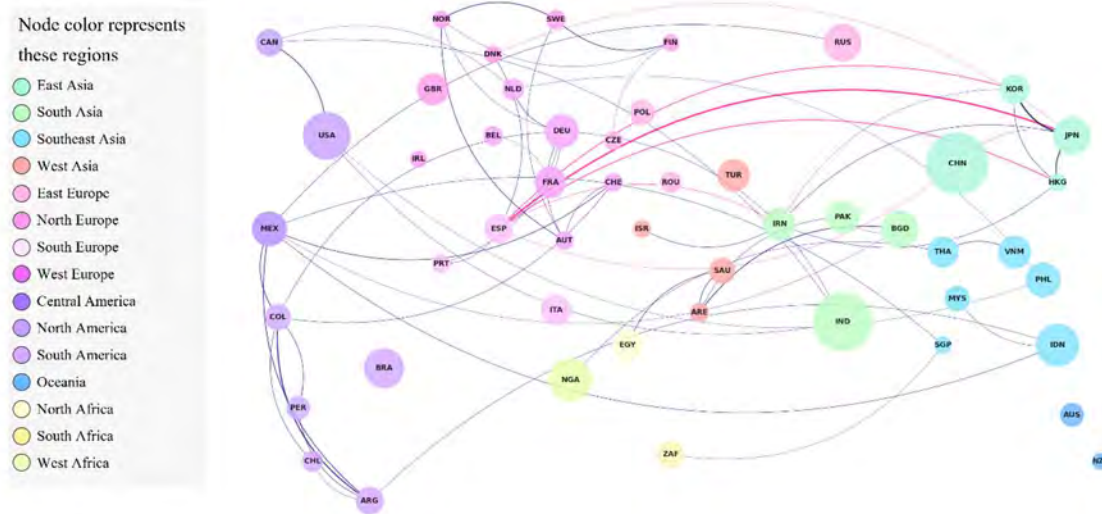 Node color represents
these regions
East Asia
South Asia
Southeast Asia
West Asia
East Europe
North Europe
South Europe
West Europe
Central America
North America
South America
Oceania
North Africa
South Africa
West Africa
NOR
SWE
CAN
FIN
RUS
DNK
GBR
NLD
KOR
POL
USA
BEL
DEU
CZE
JPN
IRL
CHN
FRA
CHE
ROU
TUR
HKG
MEX
ESP
AUT
ISR
IRN
PAK
BGD
PRT
THA
VNM
SAU
PHL
COL
ITA
ARE
MYS
IND
EGY
SGP
IDN
BRA
NGA
PER
AUS
CHL
ZAF
ARG